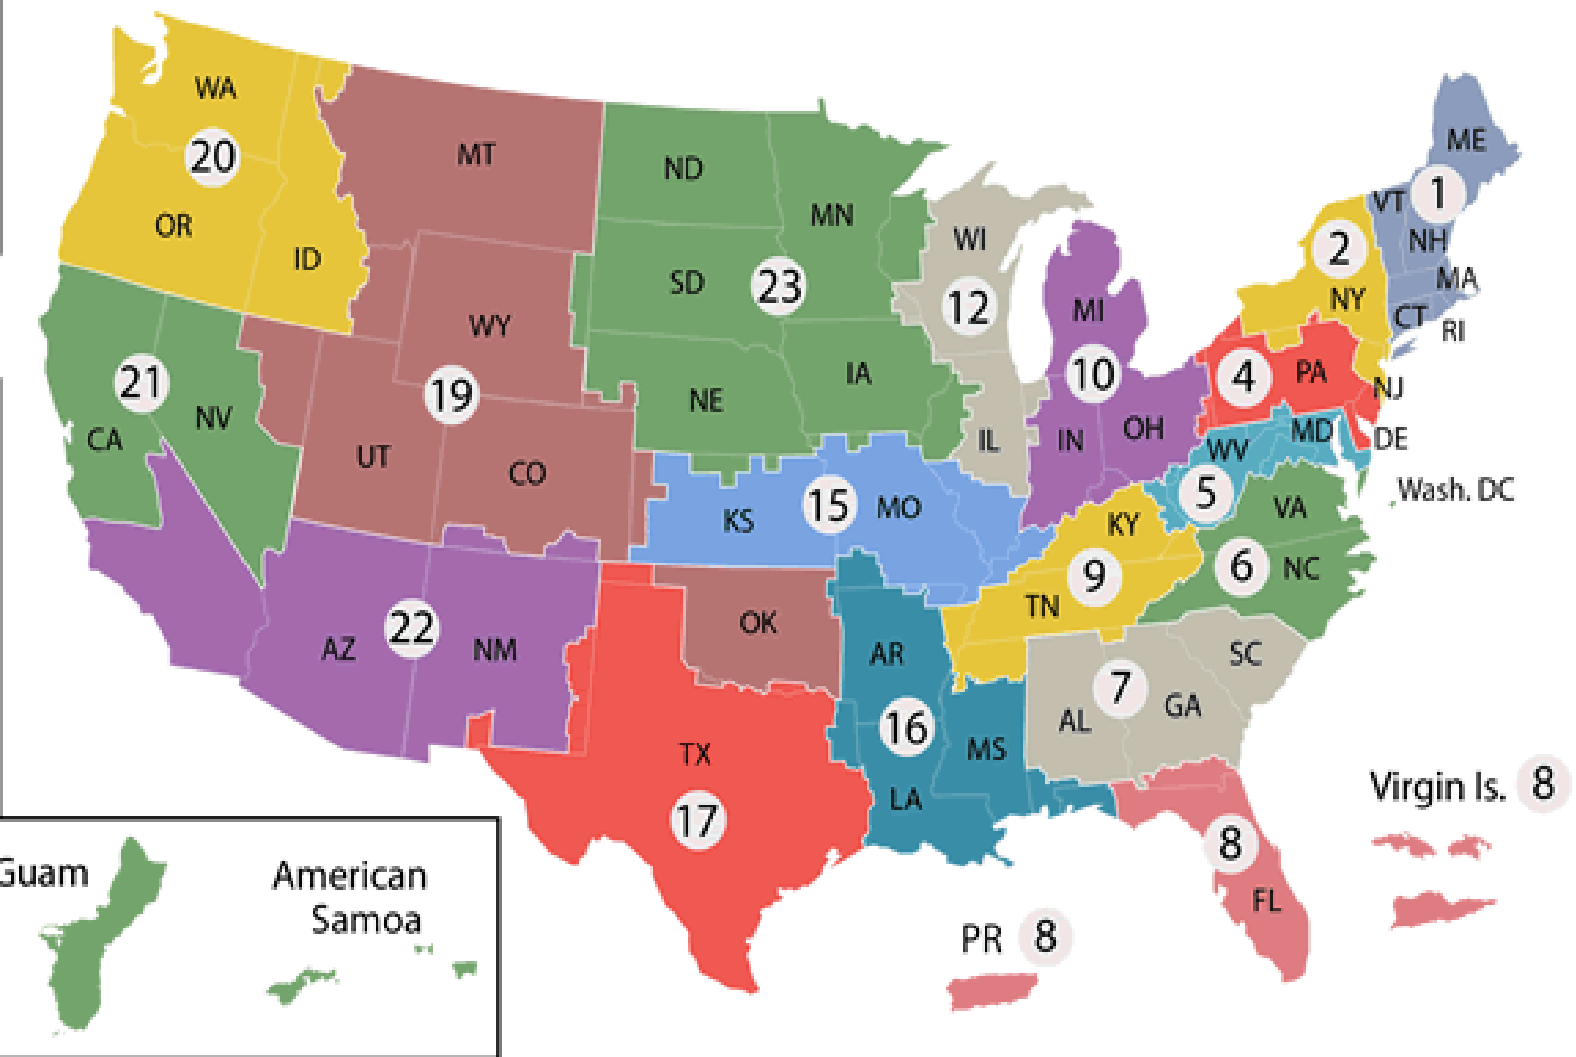 WA
20
OR
ID
MT
ND
MN
WI
MI
ME
1
VT
NH
2
NY
MA
CT
RI
SD
23
12
WY
21
NV
CA
19
UT
CO
NE
IA
IL
10
IN
OH
4
PA
NJ
DE
MD
WV
5
Wash. DC
VA
KS
15
MO
KY
9
TN
6
NC
AZ
22
NM
OK
AR
SC
7
GA
AL
16
MS
LA
TX
17
8
FL
Virgin Is. 8
PR 8
Guam
American
Samoa